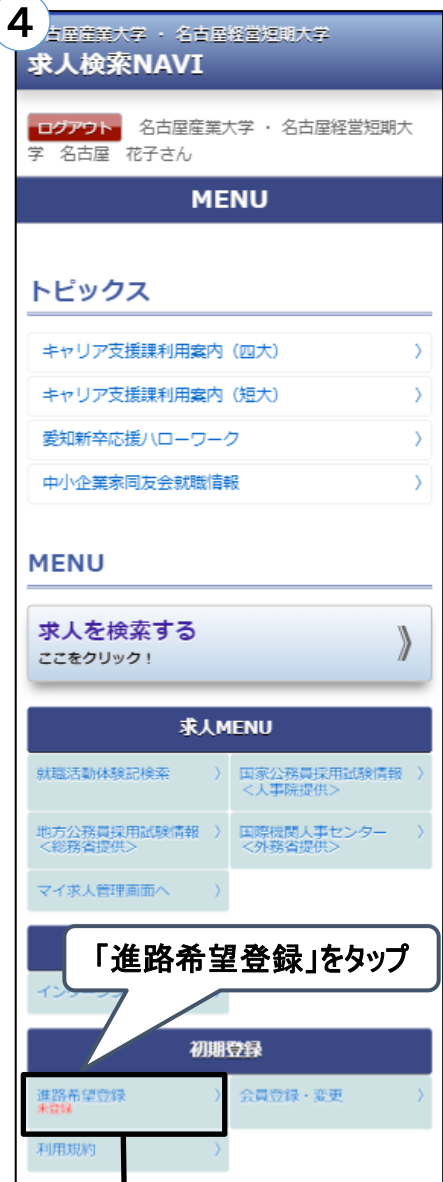 4
古屋産業大学 ・ 名古屋経営短期大学
求人検索NAVI
ログアウト 名古屋産業大学 ・ 名古屋経営短期大
学 名古屋 花子さん
MENU
トピックス
キャリア支援課利用案内（四大） 〉
キャリア支援課利用案内（短大） 〉
愛知新卒応援ハローワーク 〉
中小企業家同友会就職情報 〉
MENU
求人を検索する 》
ここをクリック！
求人MENU
就職活動体験記検索 〉
国家公務員採用試験情報 〉
<人事院提供>
地方公務員採用試験情報 〉
<総務省提供>
国際機関人事センター 〉
<外務省提供>
マイ求人管理画面へ 〉
「進路希望登録」をタップ
初期登録
進路希望登録 〉
未登録
会員登録・変更 〉
利用規約 〉